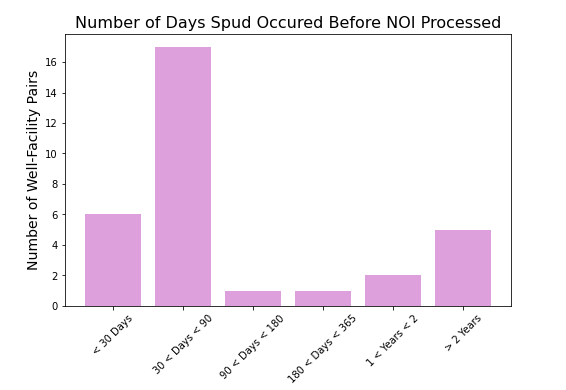 Number of Days Spud Occured Before NOI Processed
Number of Well-Facility Pairs
16
14
12
10
8
6
4
2
0
< 30 Days
30 < Days < 90
90 < Days < 180
180 < Days < 365
1 < Years < 2
> 2 Years